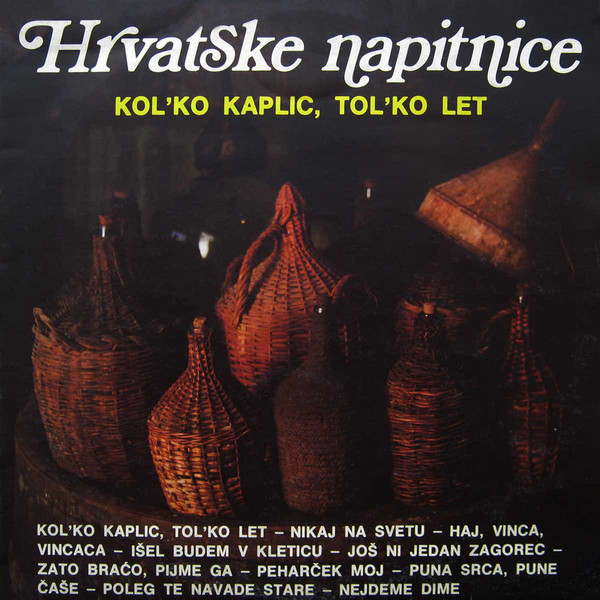 Hrvatske napitnice
KOL'KO KAPLIC, TOL'KO LET
KOL'KO KAPLIC, TOL'KO LET – NIKAJ NA SVETU – HAJ, VINCA,
VINCACA – IŠEL BUDEM V KLETICU – JOŠ NI JEDAN ZAGOREC –
ZATO BRAĆO, PIJME GA – PEHARČEK MOJ – PUNA SRCA, PUNE
ČAŠE – POLEG TE NAVADE STARE – NEJDEME DIME